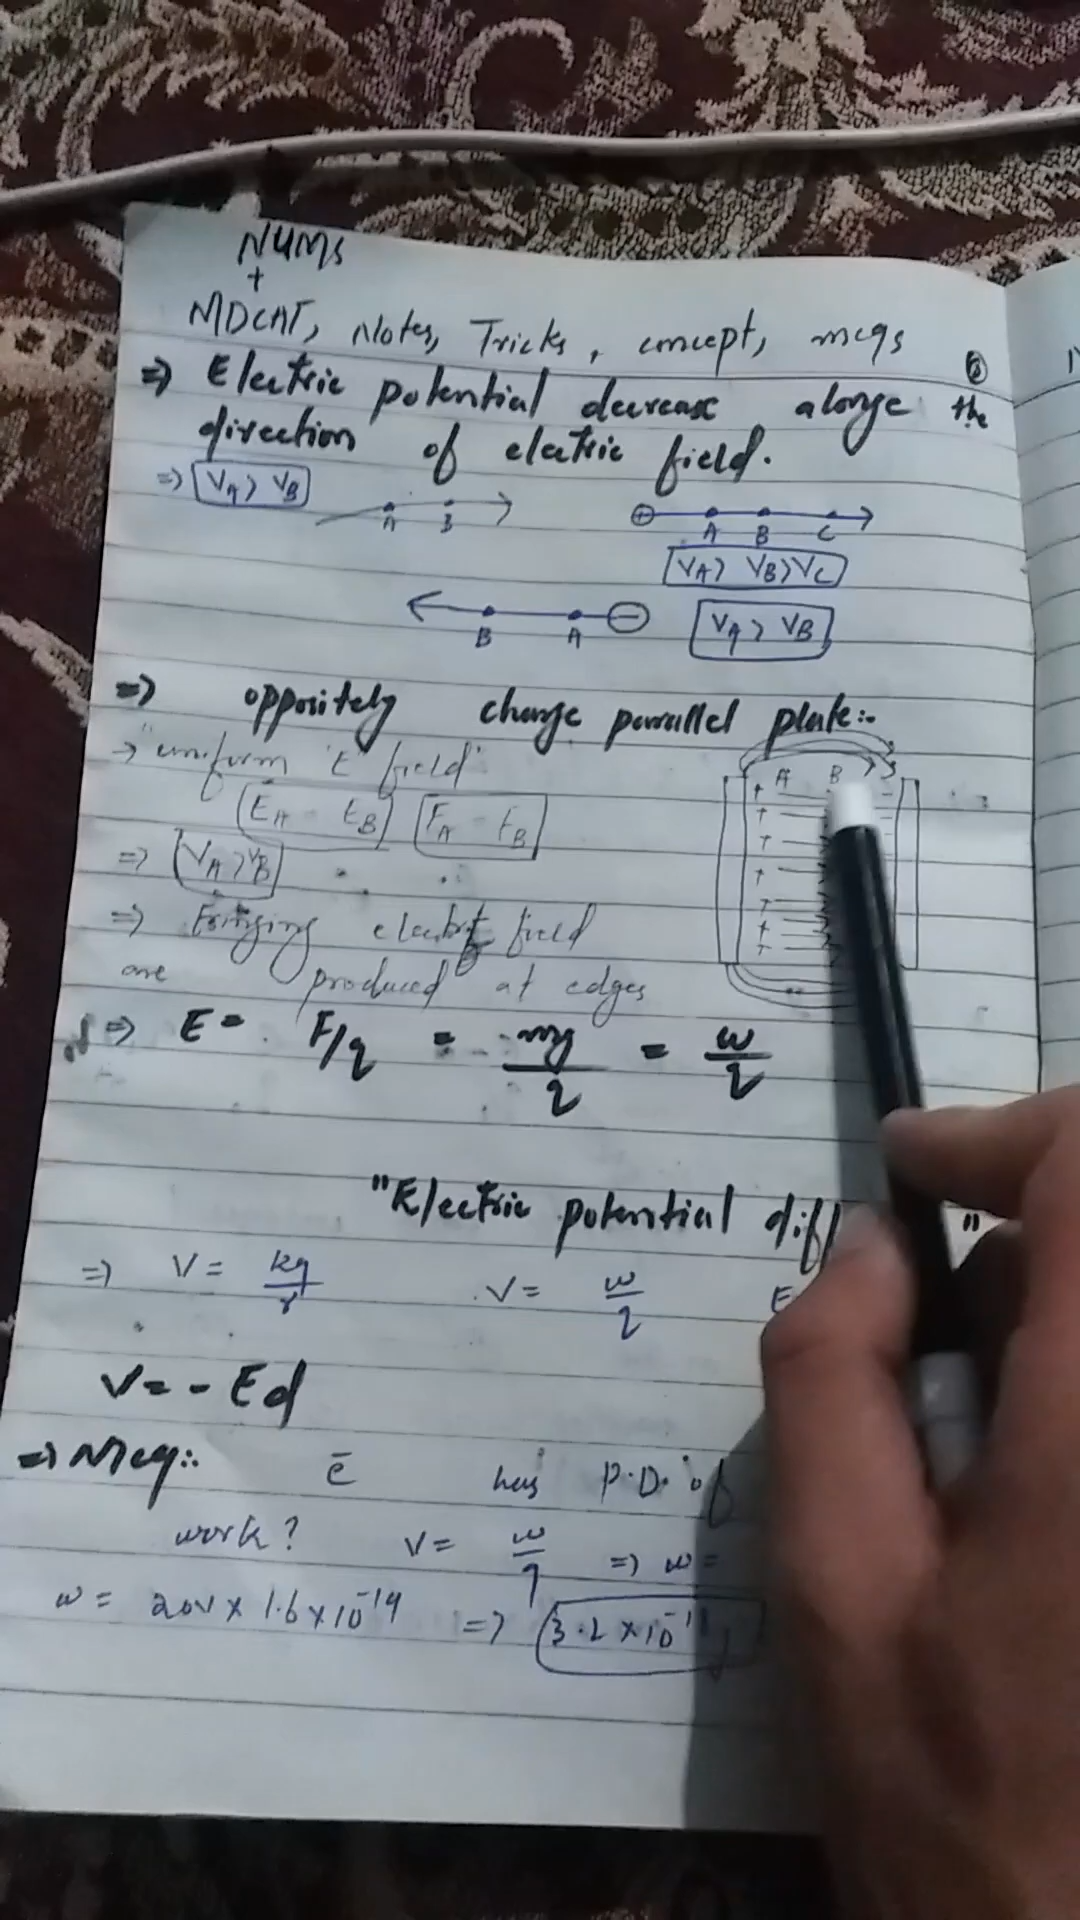 NUMS
+
MDCAT, Notes, Tricks, concept, mcqs
⇒ Electric potential decrease alonge the
direction of electric field.
⇒ VA > VB
A B
+ A B C
VA > VB > VC
B A −
VA > VB
⇒ oppositely charge parallel plate:-
→ "uniform E field"
EA = EB FA = FB
A B
⇒ VA > VB
⇒ Fringing electric field
are produced at edges
⇒ E = F/q = mg/q = w/q
"Electric potential diff "
⇒ V = kq/r V = w/q E
V = - Ed
⇒ Mcq:: e̅ has P.D. of
work? V = w/q ⇒ w =
w = 20V × 1.6 × 10^-19 ⇒ 3.2 × 10^-18 J